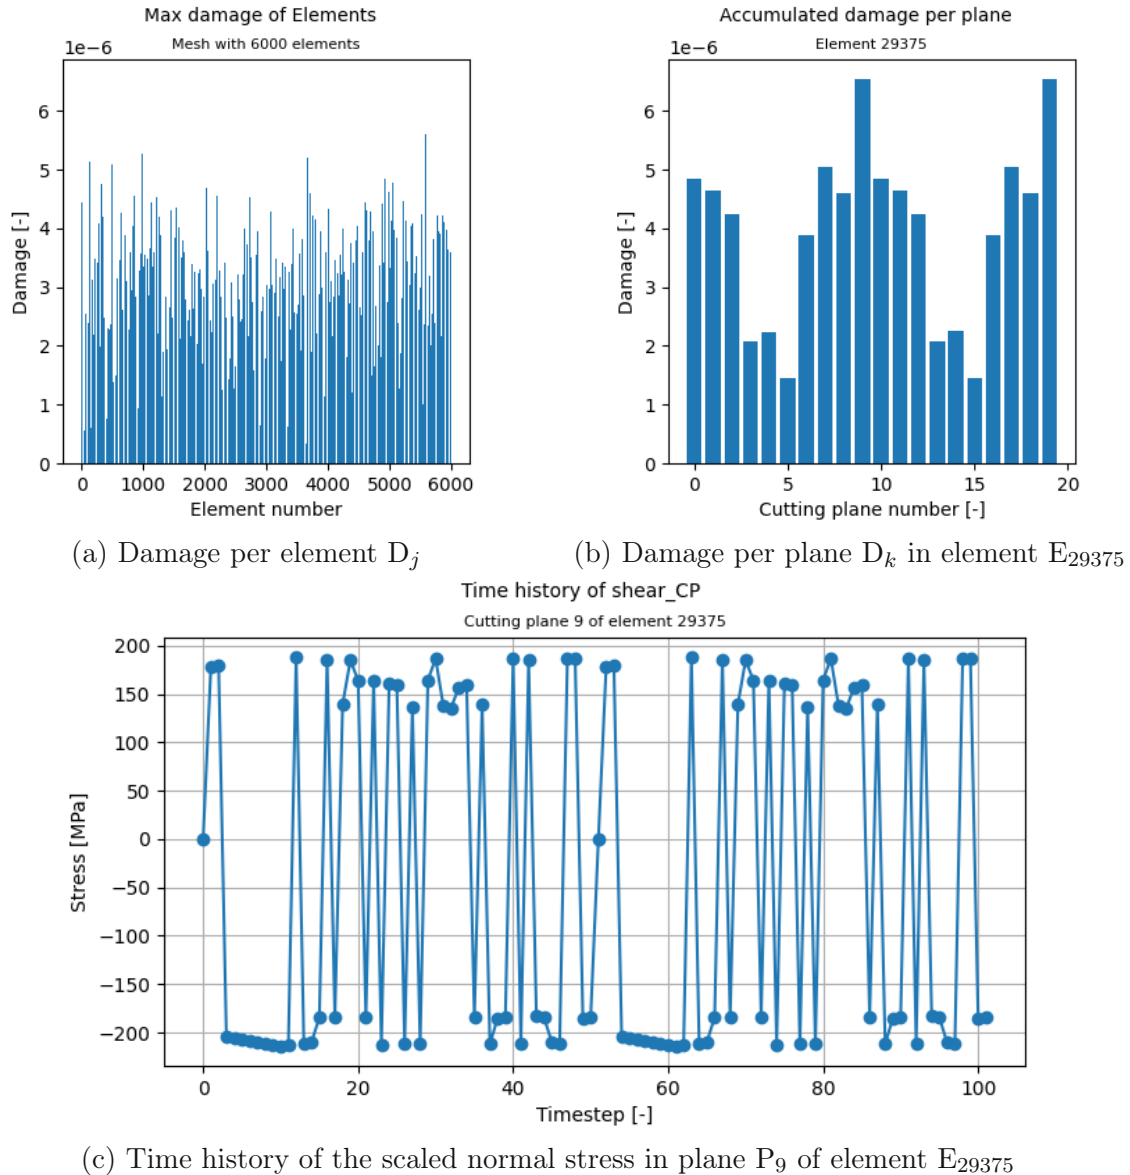 Max damage of Elements
Mesh with 6000 elements
1e−6
6
5
4
3
2
1
0
Damage [-]
0 1000 2000 3000 4000 5000 6000
Element number
(a) Damage per element D_j
Accumulated damage per plane
Element 29375
1e−6
6
5
4
3
2
1
0
Damage [-]
0 5 10 15 20
Cutting plane number [-]
(b) Damage per plane D_k in element E_29375
Time history of shear_CP
Cutting plane 9 of element 29375
200
150
100
50
0
−50
−100
−150
−200
Stress [MPa]
0 20 40 60 80 100
Timestep [-]
(c) Time history of the scaled normal stress in plane P_9 of element E_29375